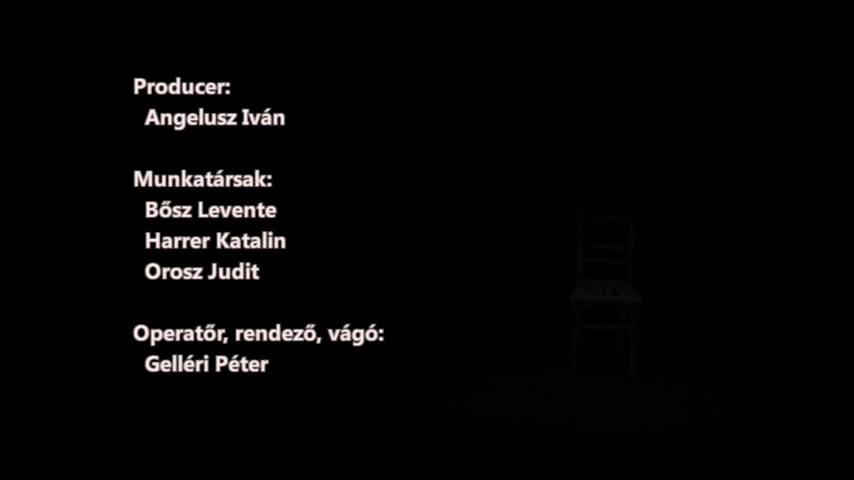 Producer:
Angelusz Iván
Munkatársak:
Bősz Levente
Harrer Katalin
Orosz Judit
Operatőr, rendező, vágó:
Gelléri Péter